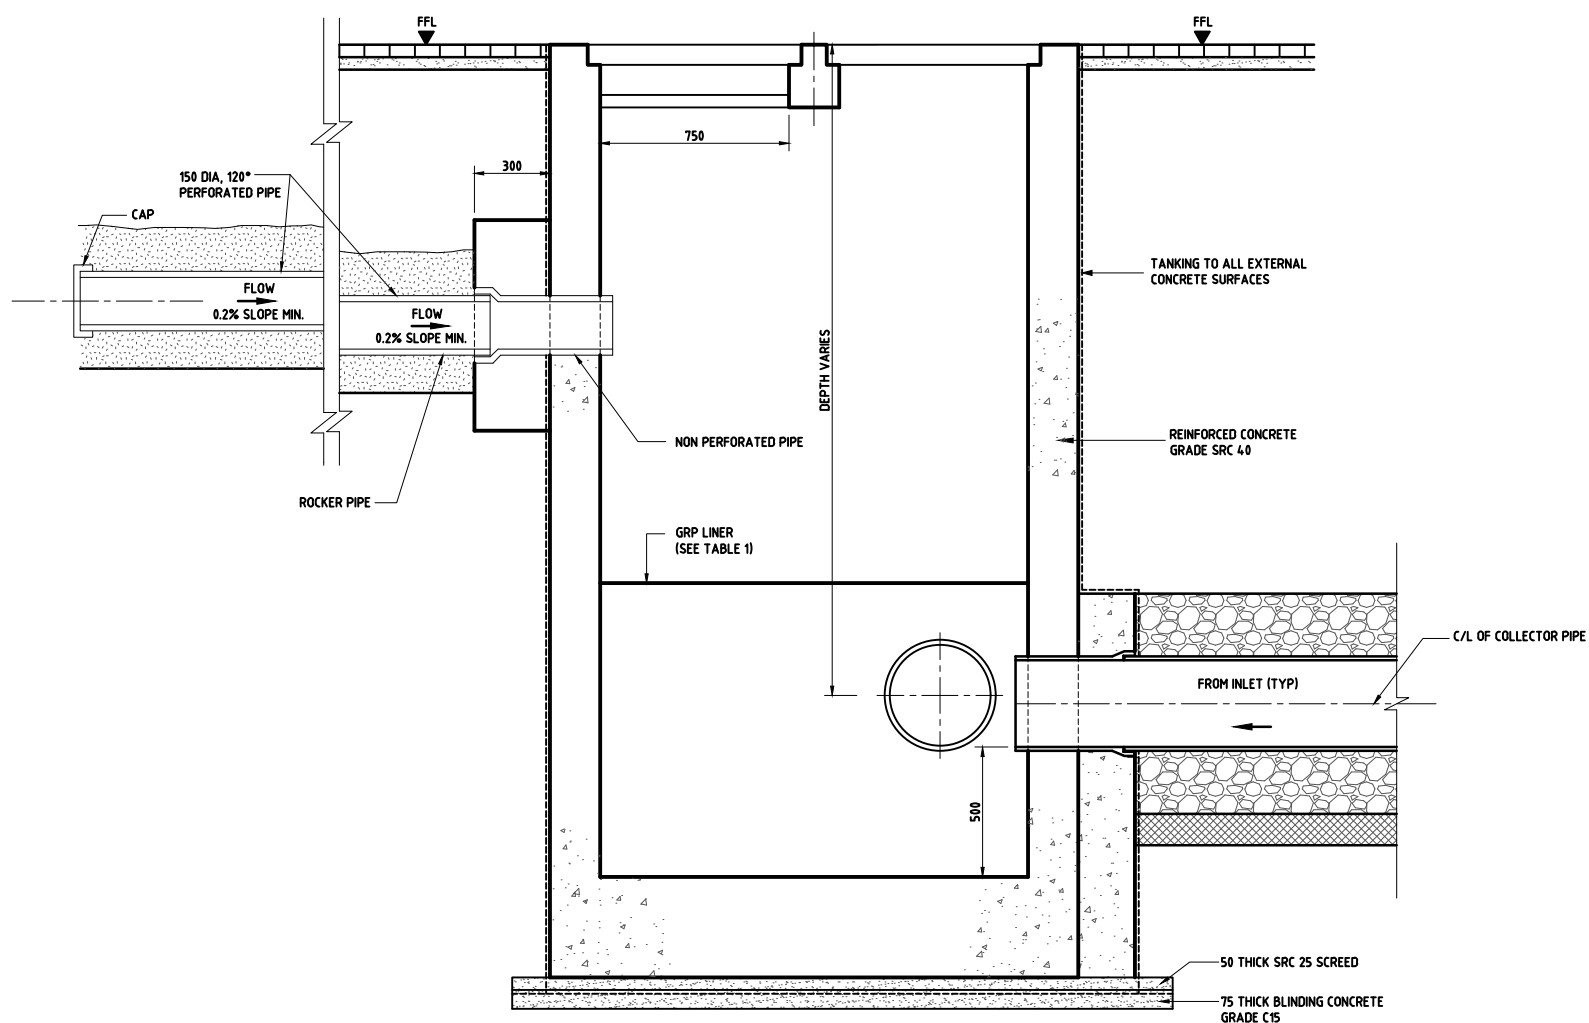 FFL
FFL
750
300
150 DIA, 120°
PERFORATED PIPE
CAP
TANKING TO ALL EXTERNAL
CONCRETE SURFACES
FLOW
0.2% SLOPE MIN.
FLOW
0.2% SLOPE MIN.
DEPTH VARIES
NON PERFORATED PIPE
REINFORCED CONCRETE
GRADE SRC 40
ROCKER PIPE
GRP LINER
(SEE TABLE 1)
C/L OF COLLECTOR PIPE
FROM INLET (TYP)
500
50 THICK SRC 25 SCREED
75 THICK BLINDING CONCRETE
GRADE C15